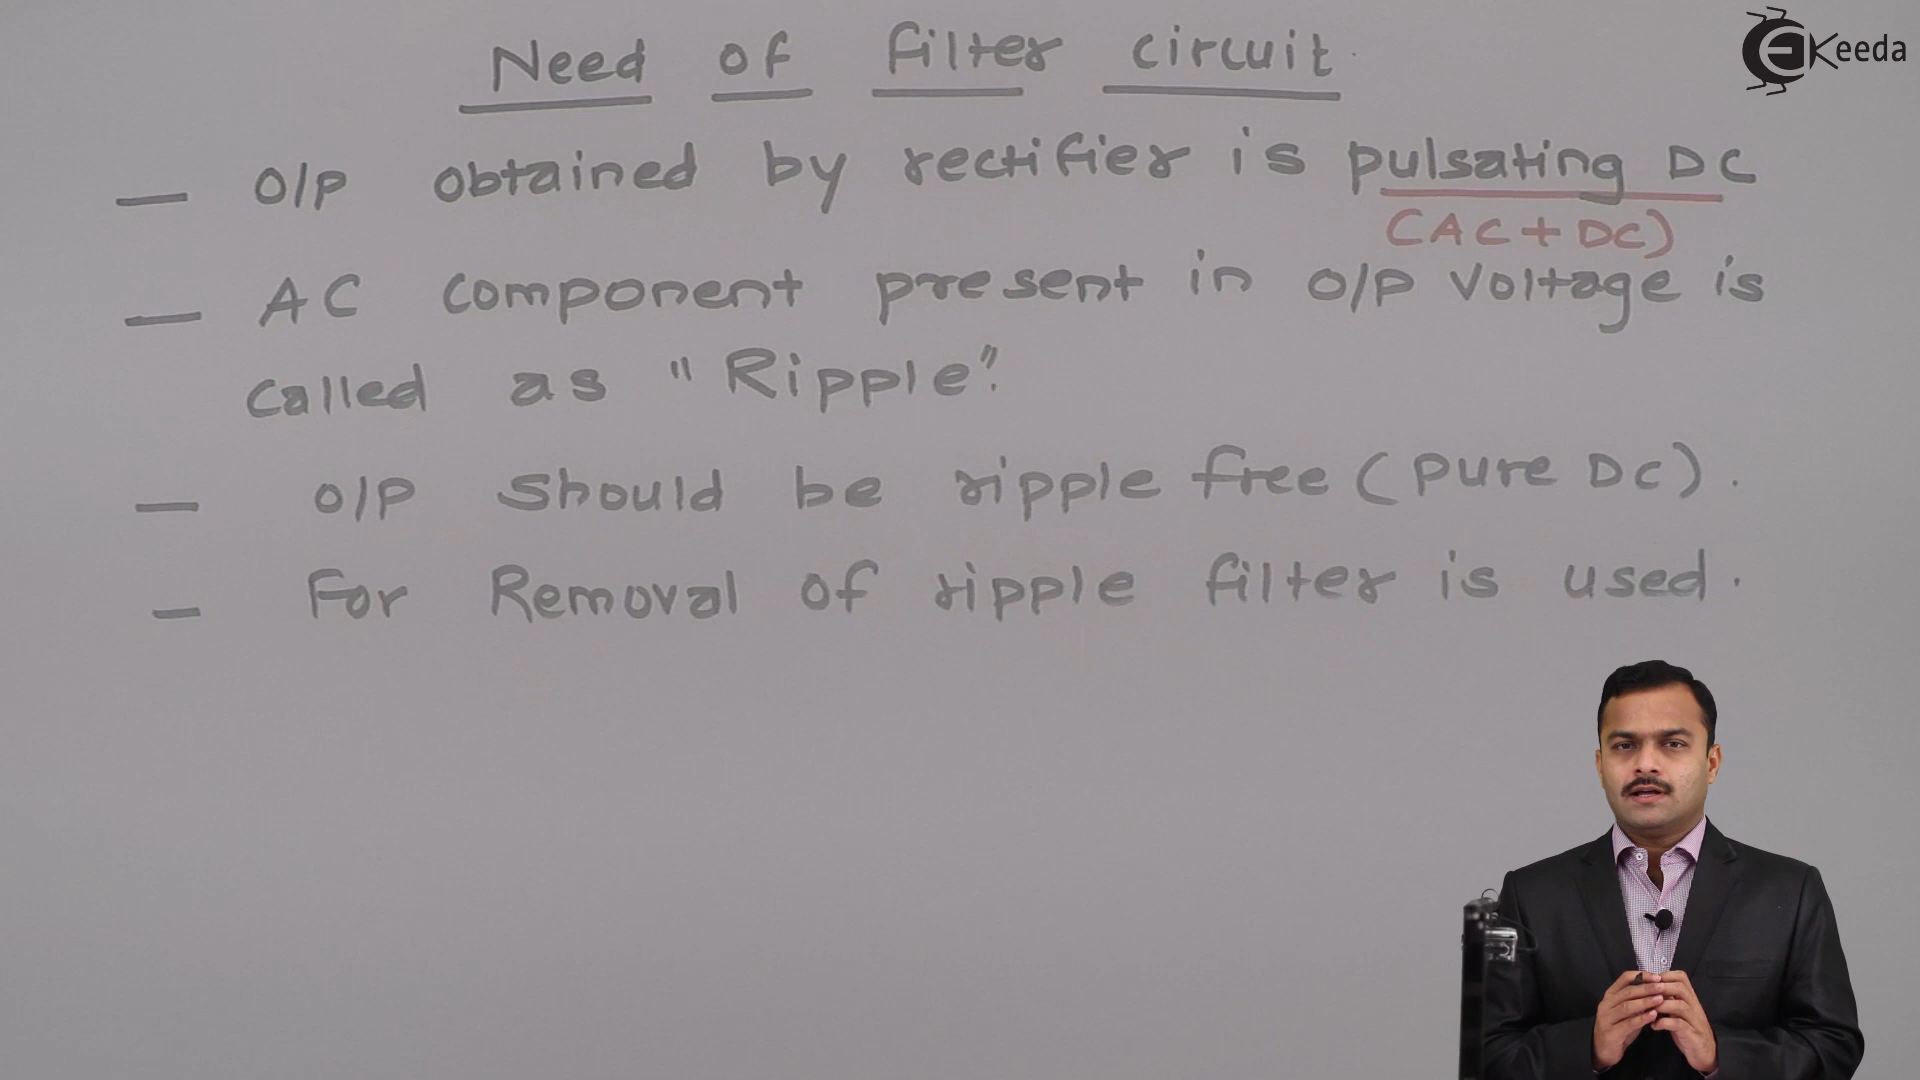 Need of filter circuit.
EKeeda
— O/P obtained by rectifier is pulsating DC
(AC + DC)
— AC component present in O/P voltage is
called as "Ripple".
— O/P should be ripple free (pure DC).
— For Removal of ripple filter is used.